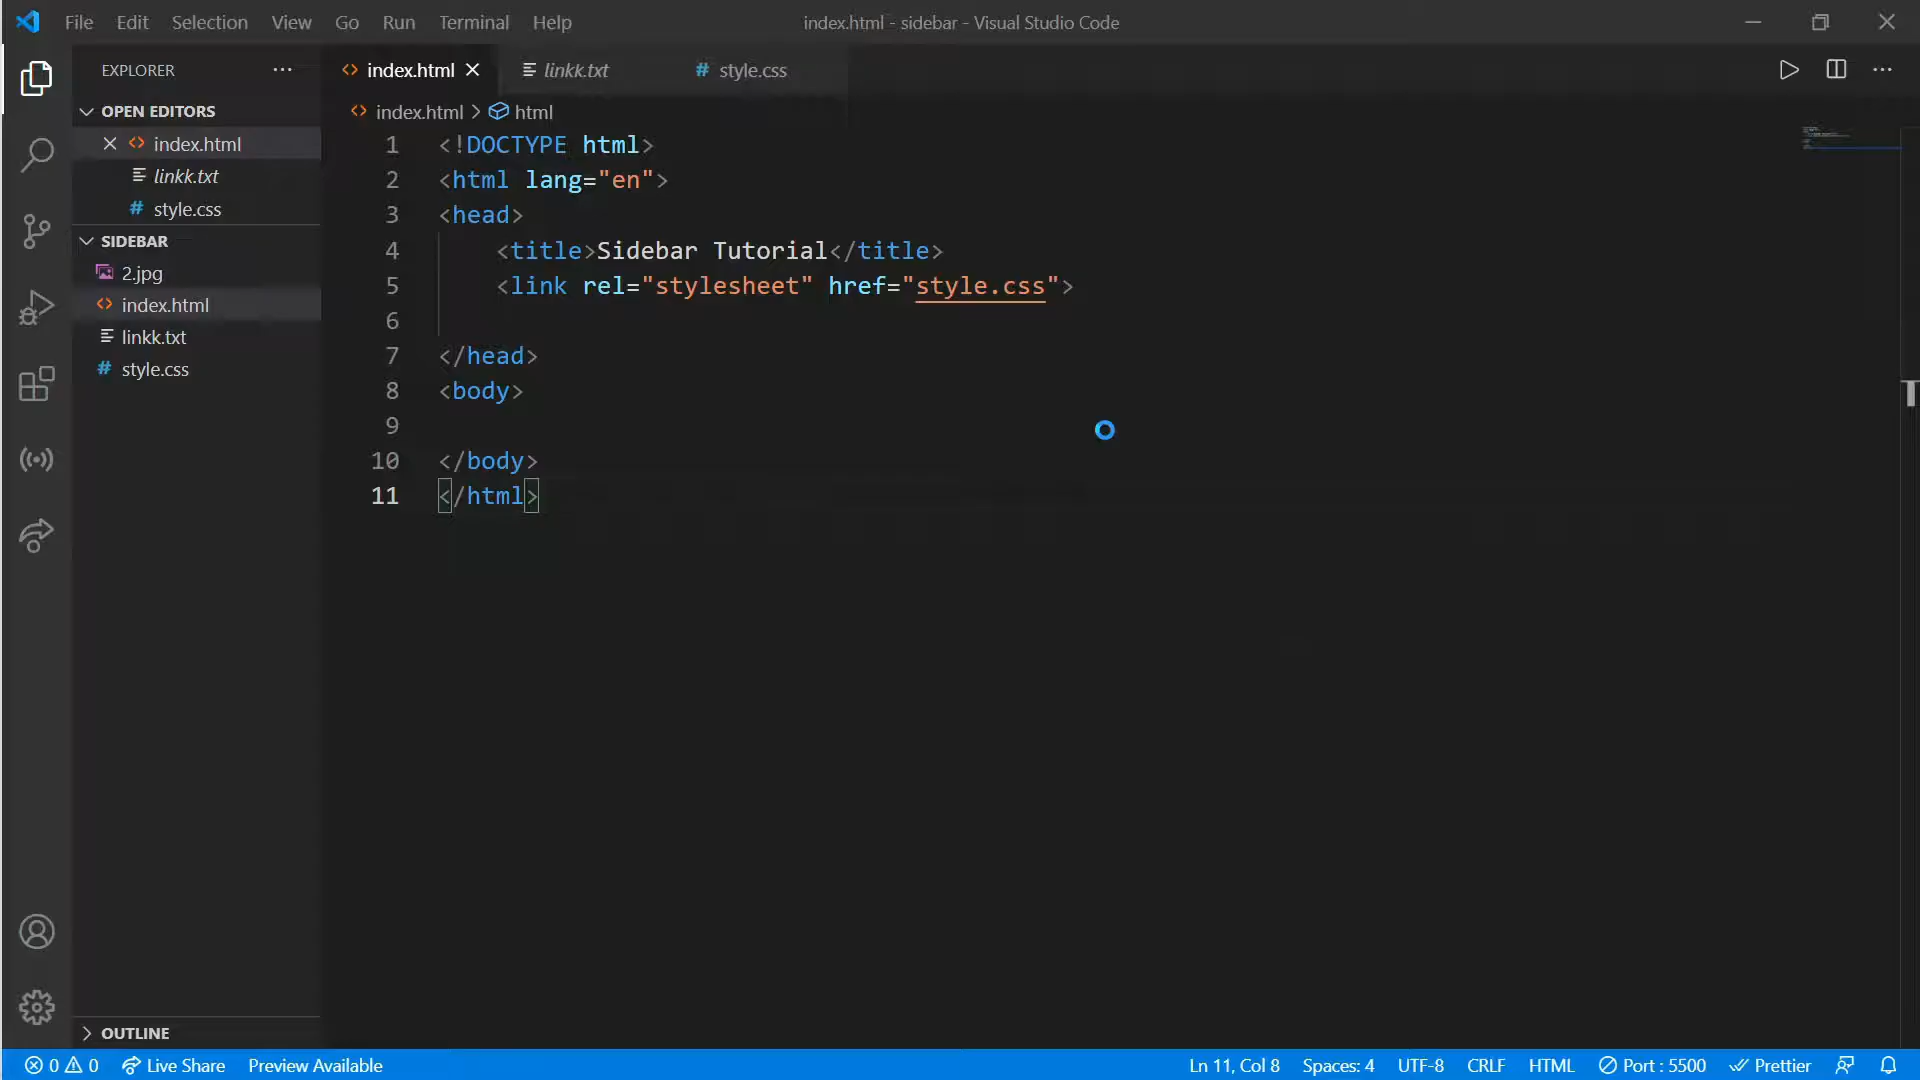 File Edit Selection View Go Run Terminal Help index.html - sidebar - Visual Studio Code
EXPLORER
index.html linkk.txt # style.css
OPEN EDITORS
index.html
linkk.txt
# style.css
SIDEBAR
2.jpg
index.html
linkk.txt
# style.css
OUTLINE
index.html > html
1 <!DOCTYPE html>
2 <html lang="en">
3 <head>
4 <title>Sidebar Tutorial</title>
5 <link rel="stylesheet" href="style.css">
6
7 </head>
8 <body>
9
10 </body>
11 </html>
0 0 Live Share Preview Available Ln 11, Col 8 Spaces: 4 UTF-8 CRLF HTML Port : 5500 Prettier